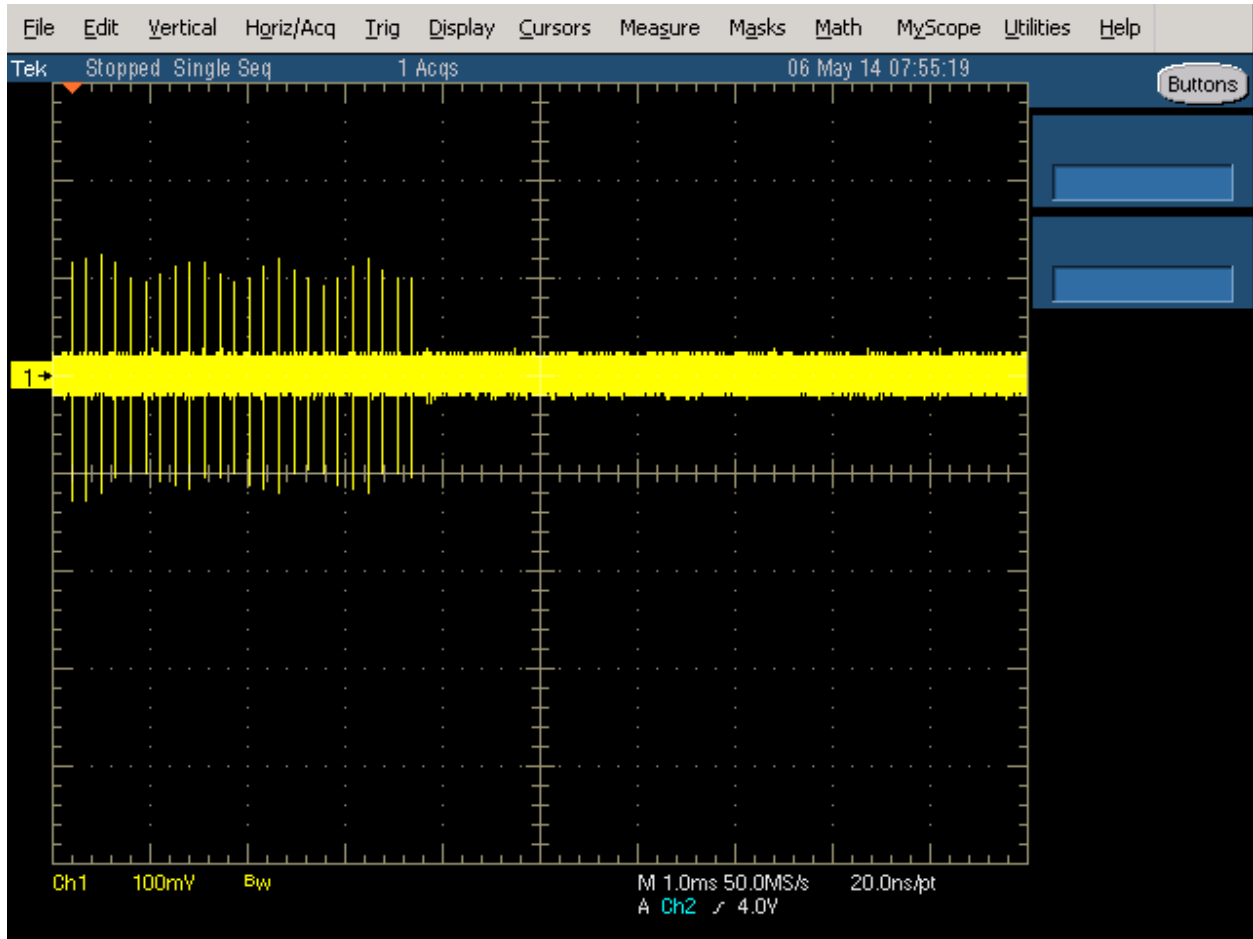 File Edit Vertical Horiz/Acq Trig Display Cursors Measure Masks Math MyScope Utilities Help
Tek Stopped Single Seq 1 Acqs 06 May 14 07:55:19
Buttons
1
Ch1 100mV BW M 1.0ms 50.0MS/s 20.0ns/pt
A Ch2 4.0V